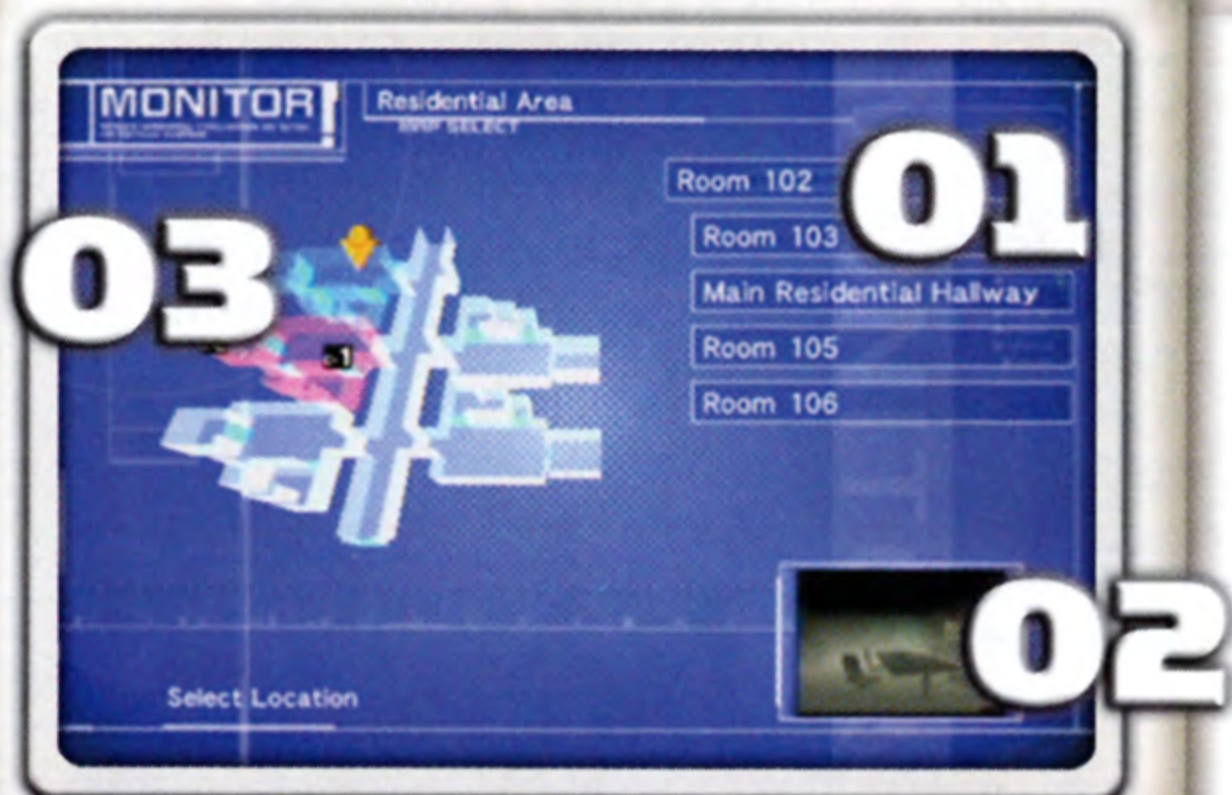 MONITOR
Residential Area
MAP SELECT
Room 102
01
Room 103
03
Main Residential Hallway
Room 105
Room 106
02
Select Location